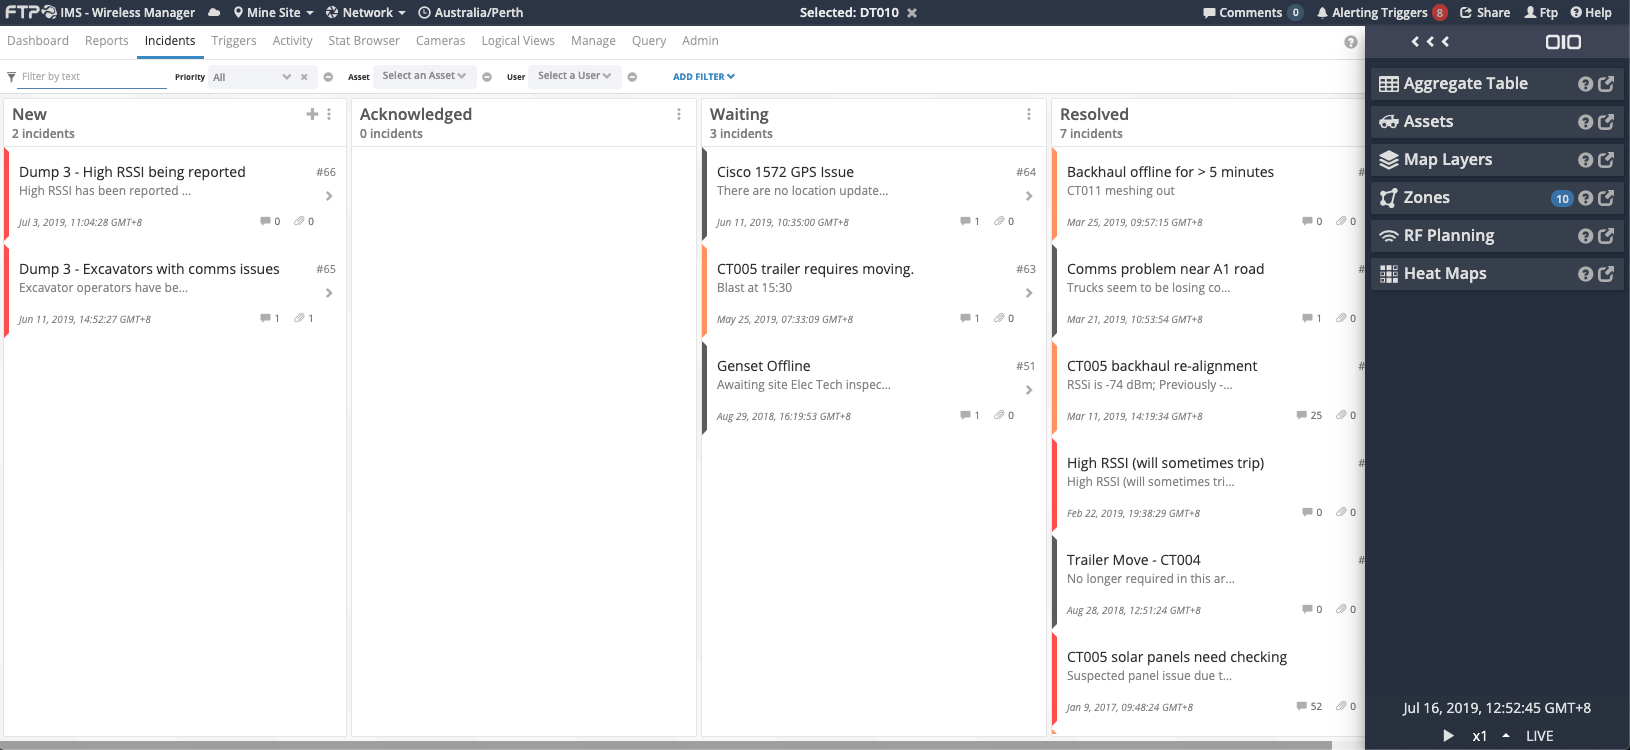 FTP IMS - Wireless Manager Mine Site Network Australia/Perth Selected: DT010 Comments 0 Alerting Triggers 8 Share Ftp Help
Dashboard Reports Incidents Triggers Activity Stat Browser Cameras Logical Views Manage Query Admin
Filter by text Priority All Asset Select an Asset User Select a User ADD FILTER
New
2 incidents
Dump 3 - High RSSI being reported #66
High RSSI has been reported ...
Jul 3, 2019, 11:04:28 GMT+8 0 0
Dump 3 - Excavators with comms issues #65
Excavator operators have be...
Jun 11, 2019, 14:52:27 GMT+8 1 1
Acknowledged
0 incidents
Waiting
3 incidents
Cisco 1572 GPS Issue #64
There are no location update...
Jun 11, 2019, 10:35:00 GMT+8 1 0
CT005 trailer requires moving. #63
Blast at 15:30
May 25, 2019, 07:33:09 GMT+8 1 0
Genset Offline #51
Awaiting site Elec Tech inspec...
Aug 29, 2018, 16:19:53 GMT+8 1 0
Resolved
7 incidents
Backhaul offline for > 5 minutes #
CT011 meshing out
Mar 25, 2019, 09:57:15 GMT+8 0 0
Comms problem near A1 road #
Trucks seem to be losing co...
Mar 21, 2019, 10:53:54 GMT+8 1 0
CT005 backhaul re-alignment #
RSSi is -74 dBm; Previously -...
Mar 11, 2019, 14:19:34 GMT+8 25 0
High RSSI (will sometimes trip) #
High RSSI (will sometimes tri...
Feb 22, 2019, 19:38:29 GMT+8 0 0
Trailer Move - CT004 #
No longer required in this ar...
Aug 28, 2018, 12:51:24 GMT+8 0 0
CT005 solar panels need checking
Suspected panel issue due t...
Jan 9, 2017, 09:48:24 GMT+8 52 0
Aggregate Table
Assets
Map Layers
Zones 10
RF Planning
Heat Maps
Jul 16, 2019, 12:52:45 GMT+8
x1 LIVE